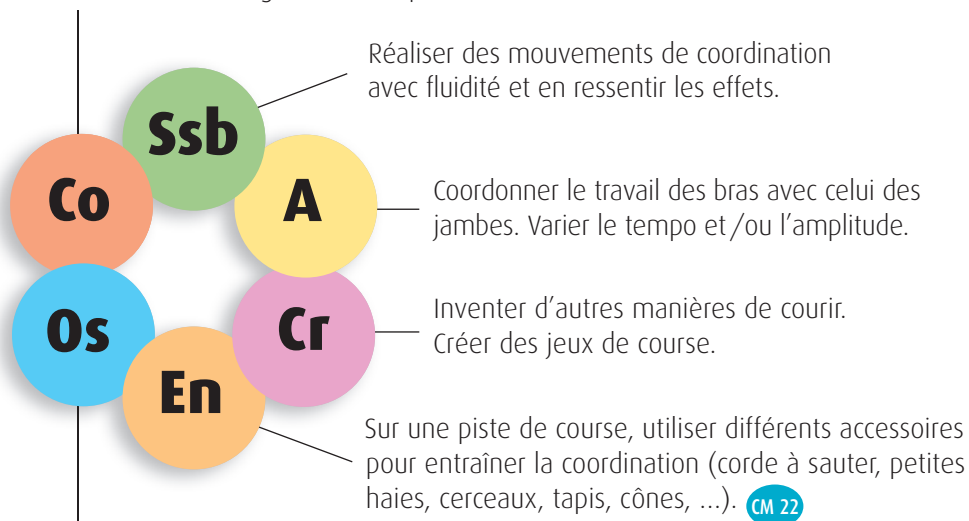 Réaliser des mouvements de coordination
avec fluidité et en ressentir les effets.
Ssb
Co
A
Coordonner le travail des bras avec celui des
jambes. Varier le tempo et/ou l'amplitude.
Os
Cr
Inventer d'autres manières de courir.
Créer des jeux de course.
En
Sur une piste de course, utiliser différents accessoires
pour entraîner la coordination (corde à sauter, petites
haies, cerceaux, tapis, cônes, ...). CM 22